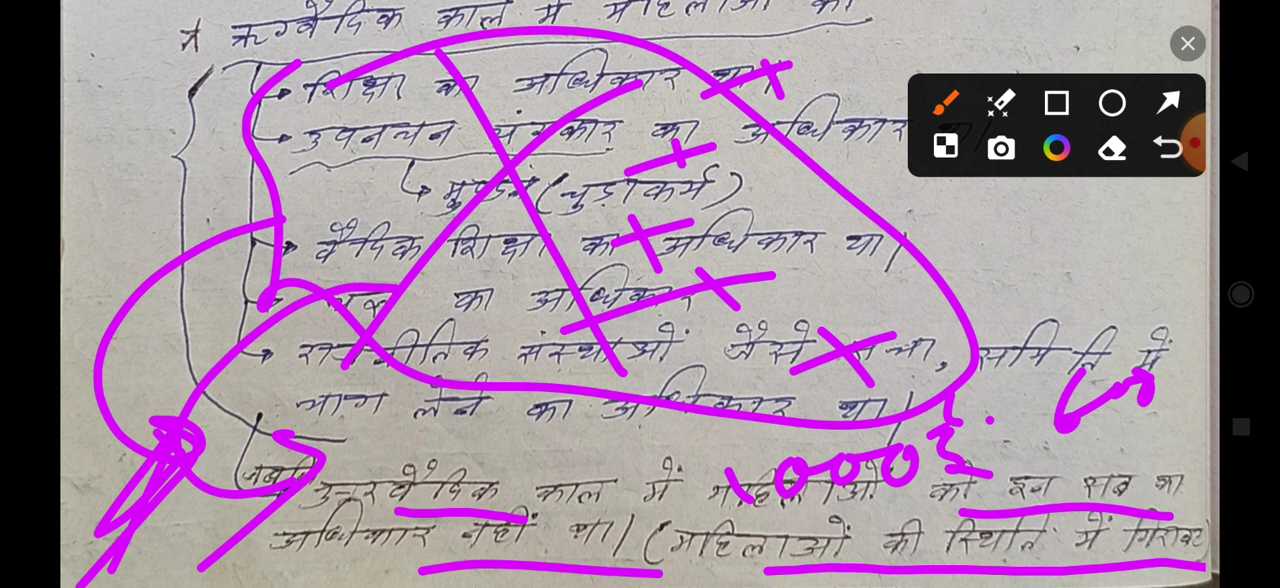 * ऋग्वैदिक काल में महिलाओं को
→ शिक्षा का अधिकार था।
→ उपनयन संस्कार का अधिकार था।
↳ मुण्डन (चुड़ाकर्म)
→ वैदिक शिक्षा का अधिकार था।
→ का अधिकार
→ राजनीतिक संस्थाओं जैसे सभा, समिति में
भाग लेने का अधिकार था।
जबकि उत्तरवैदिक काल में महिलाओं को इन सब का
अधिकार नहीं था। (महिलाओं की स्थिति में गिरावट